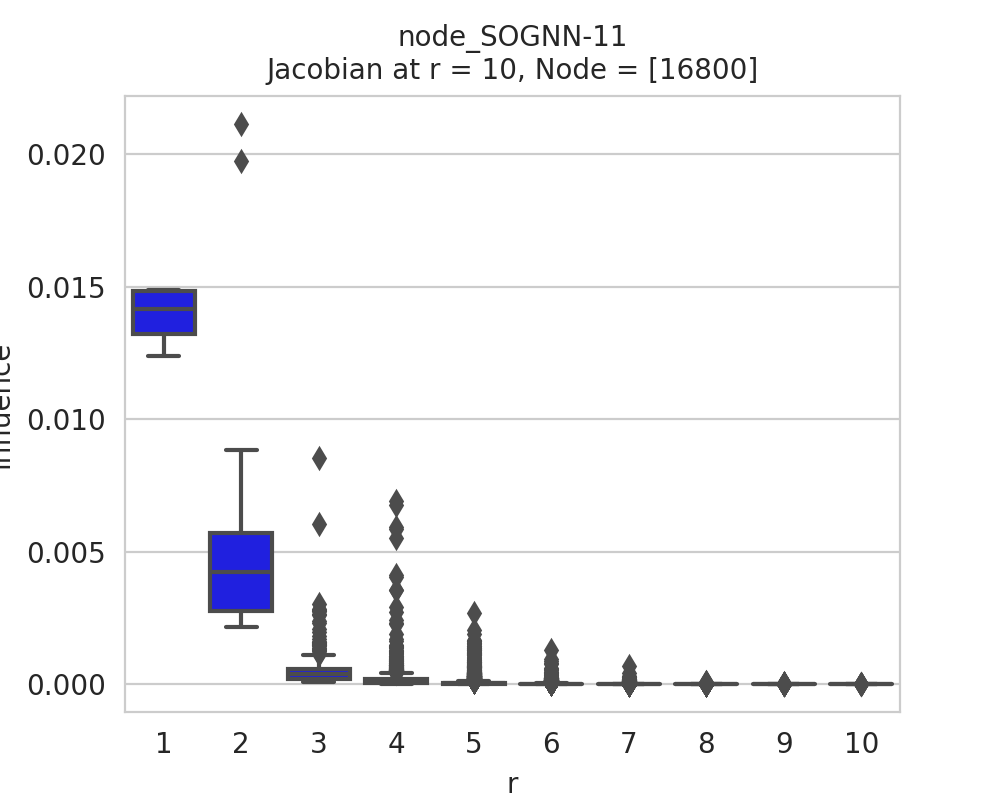 node_SOGNN-11
Jacobian at r = 10, Node = [16800]
0.020
0.015
0.010
0.005
0.000
1 2 3 4 5 6 7 8 9 10
r